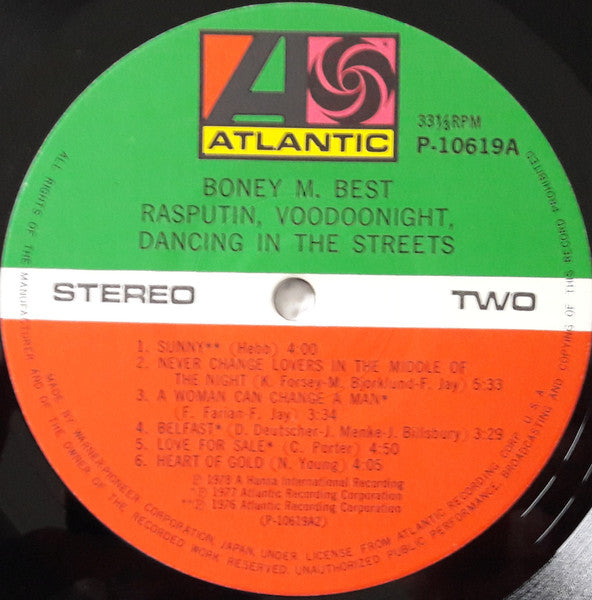 ATLANTIC
33⅓RPM
P-10619A
BONEY M. BEST
RASPUTIN, VOODOONIGHT,
DANCING IN THE STREETS
STEREO
TWO
1. SUNNY** (Hebb) 4:00
2. NEVER CHANGE LOVERS IN THE MIDDLE OF
THE NIGHT (K. Forsey-M. Bjorklund-F. Jay) 5:33
3. A WOMAN CAN CHANGE A MAN*
(F. Farian-F. Jay) 3:34
4. BELFAST* (D. Deutscher-J. Menke-J. Billsbury) 3:29
5. LOVE FOR SALE* (C. Porter) 4:50
6. HEART OF GOLD (N. Young) 4:05
℗ 1978 A Hansa International Recording
*℗ 1977 Atlantic Recording Corporation
**℗ 1976 Atlantic Recording Corporation
(P-10619A2)
MADE BY WARNER-PIONEER CORPORATION, JAPAN, UNDER LICENSE FROM ATLANTIC RECORDING CORP. U.S.A.
ALL RIGHTS OF THE MANUFACTURER AND OF THE OWNER OF THE RECORDED WORK RESERVED. UNAUTHORIZED PUBLIC PERFORMANCE, BROADCASTING AND COPYING OF THIS RECORD PROHIBITED